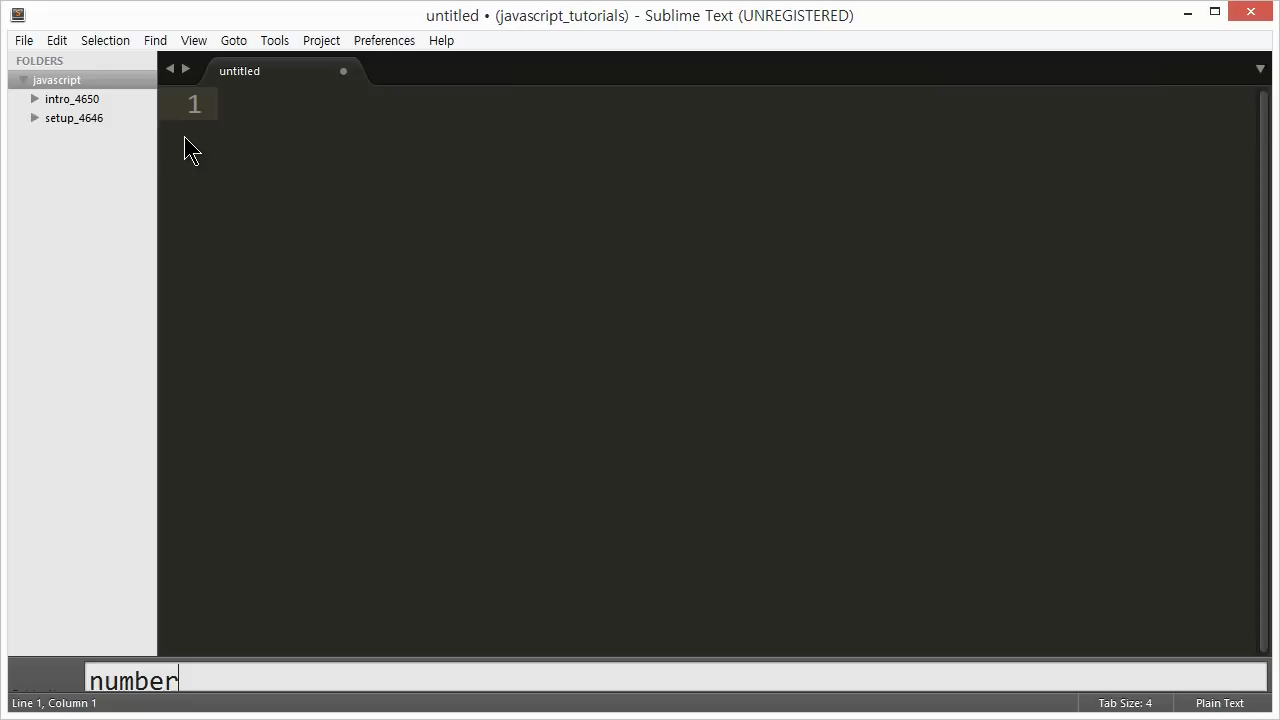 untitled • (javascript_tutorials) - Sublime Text (UNREGISTERED)
File Edit Selection Find View Goto Tools Project Preferences Help
FOLDERS
javascript
intro_4650
setup_4646
untitled
1
number
Line 1, Column 1
Tab Size: 4
Plain Text